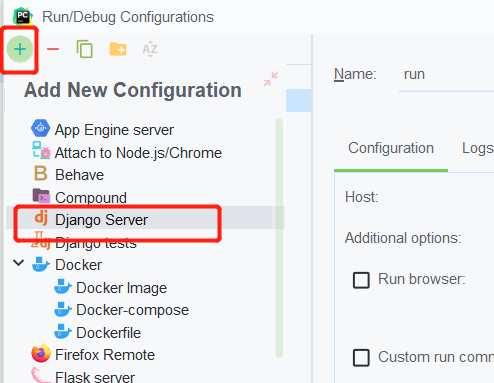 PC
Run/Debug Configurations
Add New Configuration
App Engine server
Attach to Node.js/Chrome
Behave
Compound
dj Django Server
Django tests
Docker
Docker Image
Docker-compose
Dockerfile
Firefox Remote
Flask server
Name: run
Configuration Logs
Host:
Additional options:
Run browser:
Custom run comm